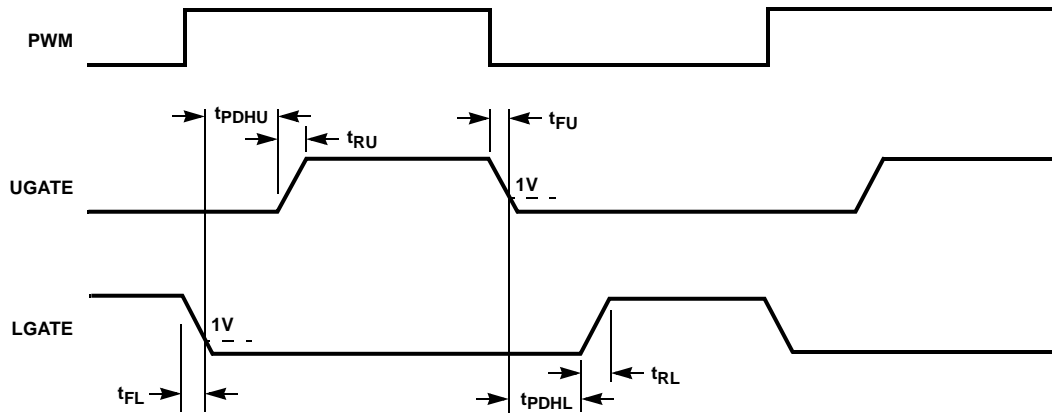 PWM
tPDHU
tRU
tFU
UGATE
1V
LGATE
1V
tFL
tRL
tPDHL